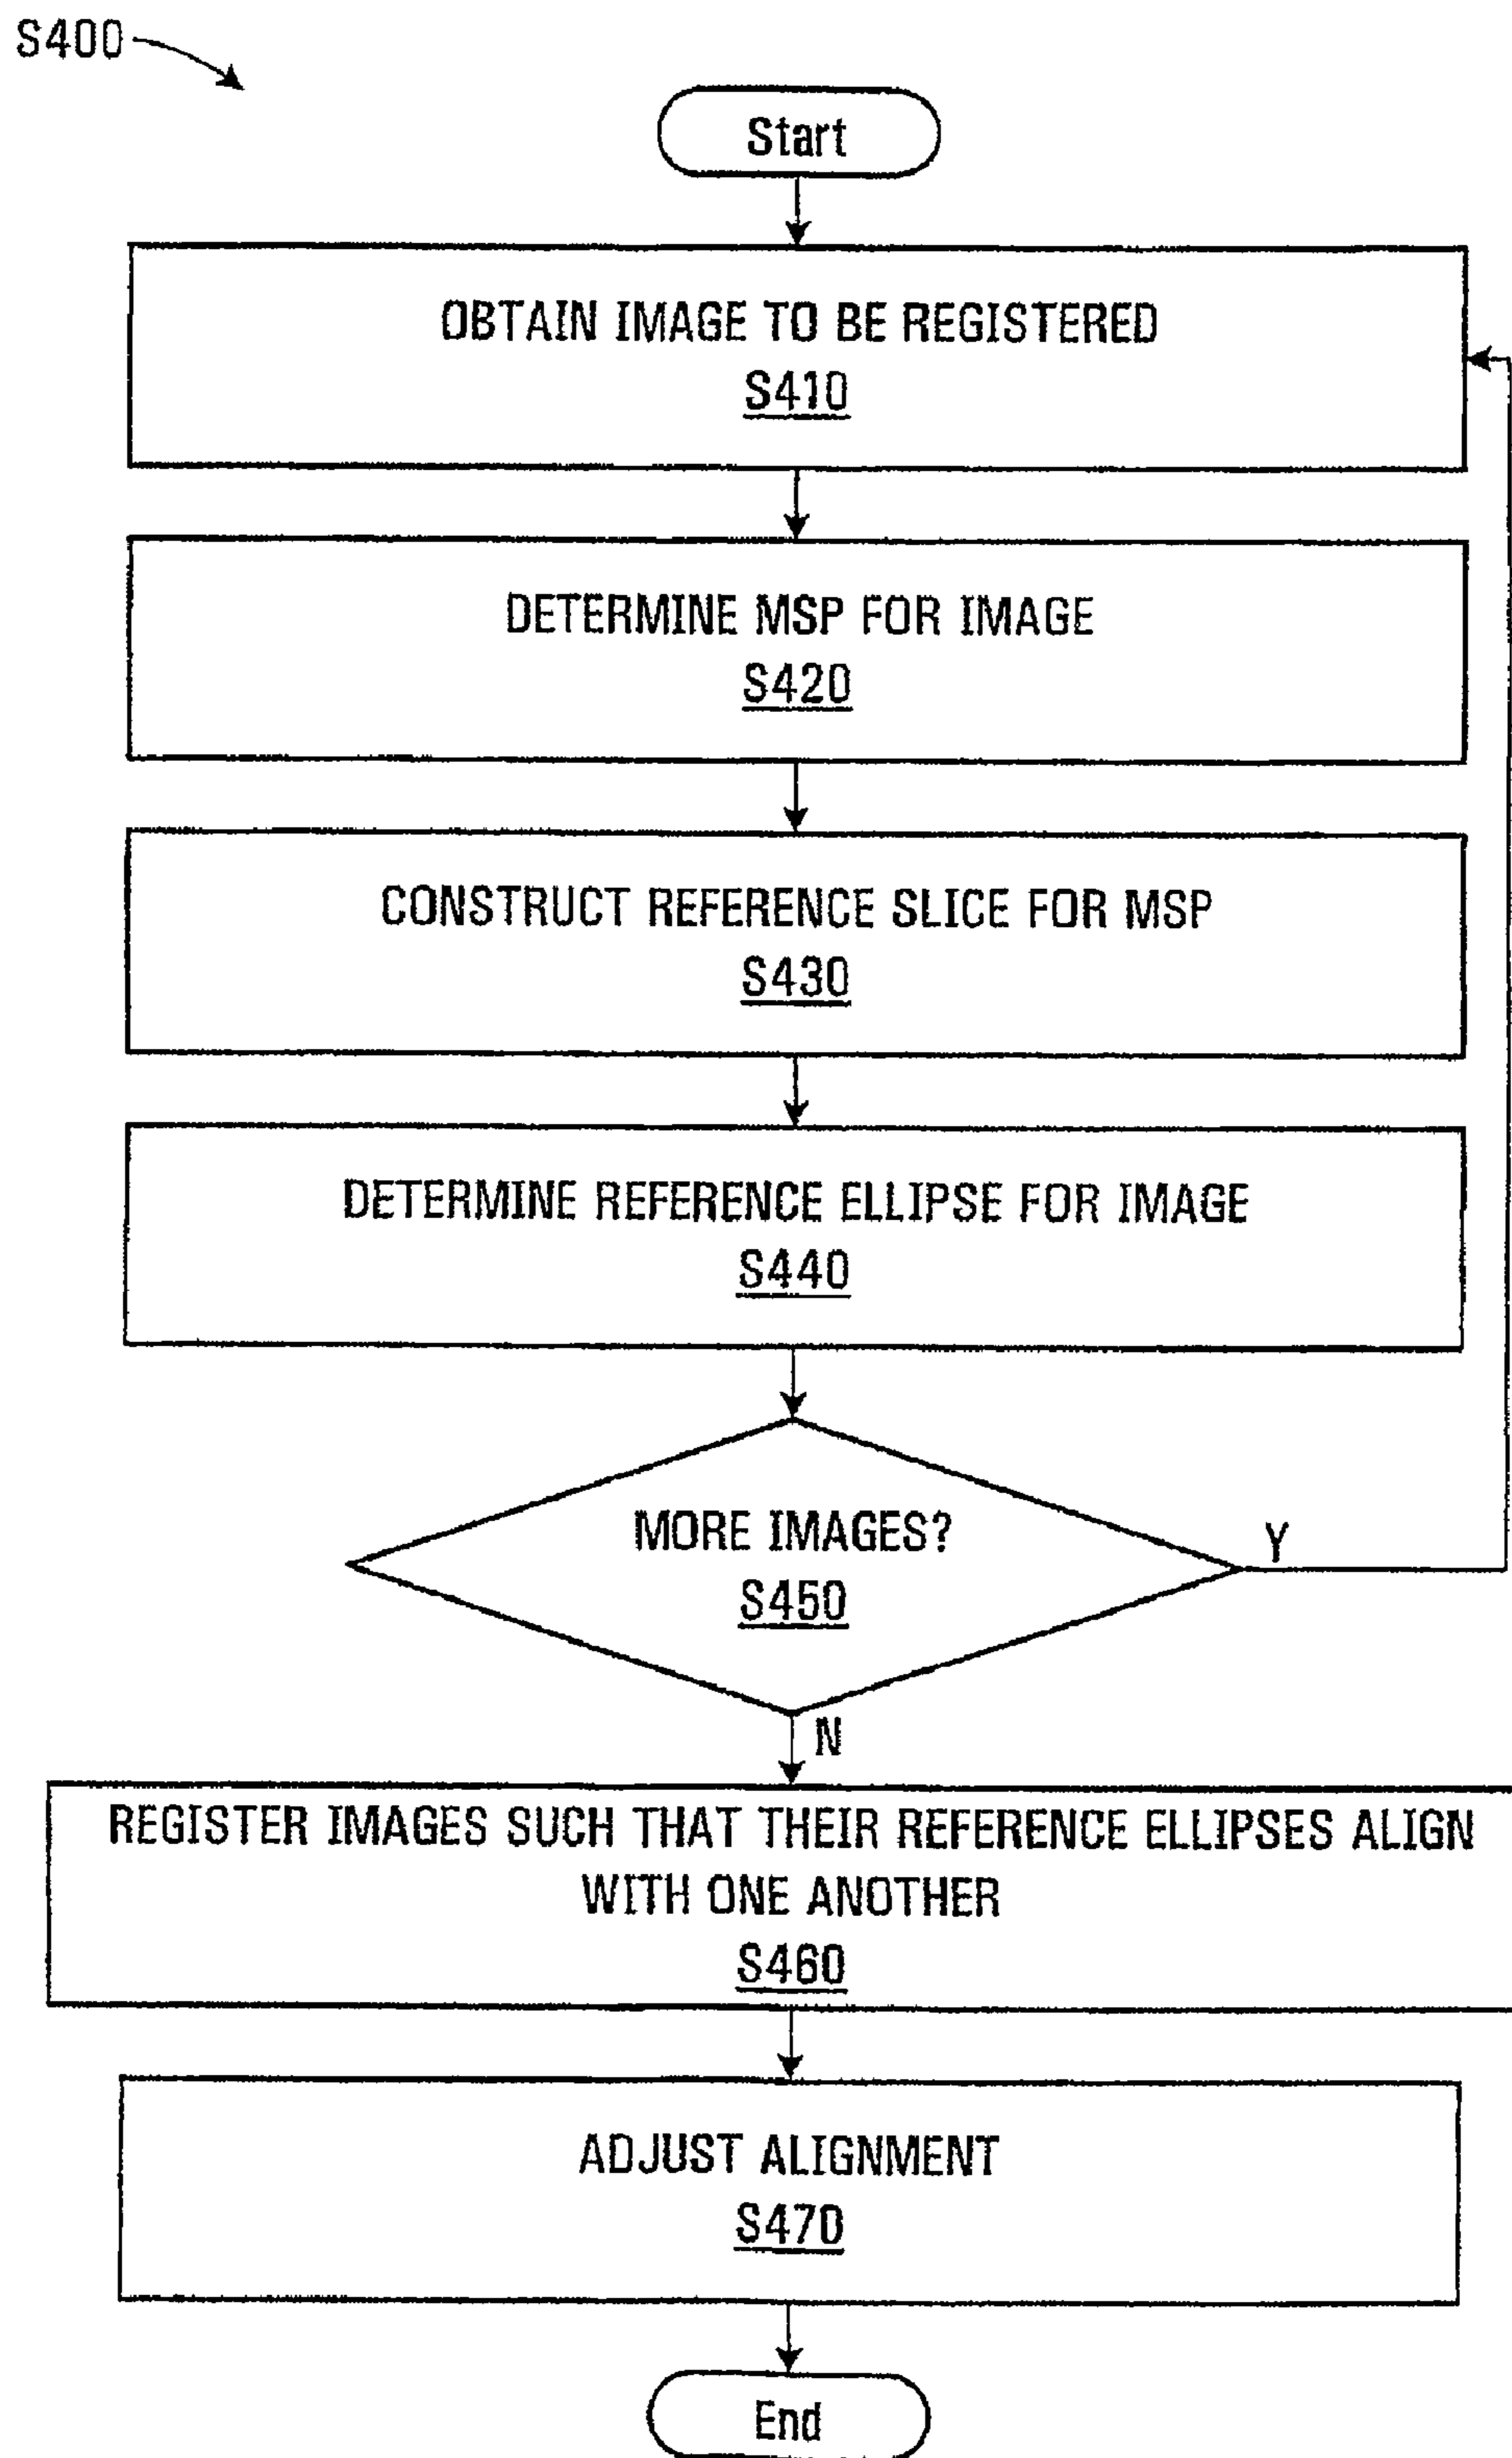 S400
Start
OBTAIN IMAGE TO BE REGISTERED
S410
DETERMINE MSP FOR IMAGE
S420
CONSTRUCT REFERENCE SLICE FOR MSP
S430
DETERMINE REFERENCE ELLIPSE FOR IMAGE
S440
MORE IMAGES?
S450
Y
N
REGISTER IMAGES SUCH THAT THEIR REFERENCE ELLIPSES ALIGN
WITH ONE ANOTHER
S460
ADJUST ALIGNMENT
S470
End